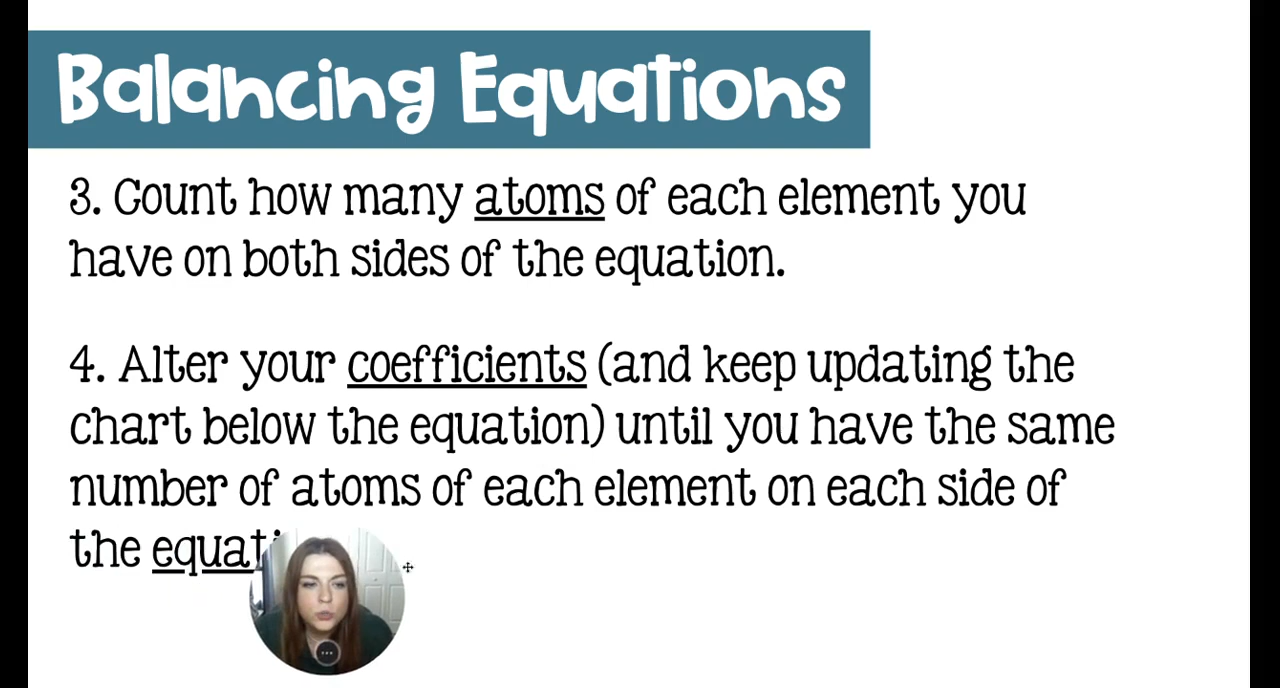 Balancing Equations
3. Count how many atoms of each element you
have on both sides of the equation.
4. Alter your coefficients (and keep updating the
chart below the equation) until you have the same
number of atoms of each element on each side of
the